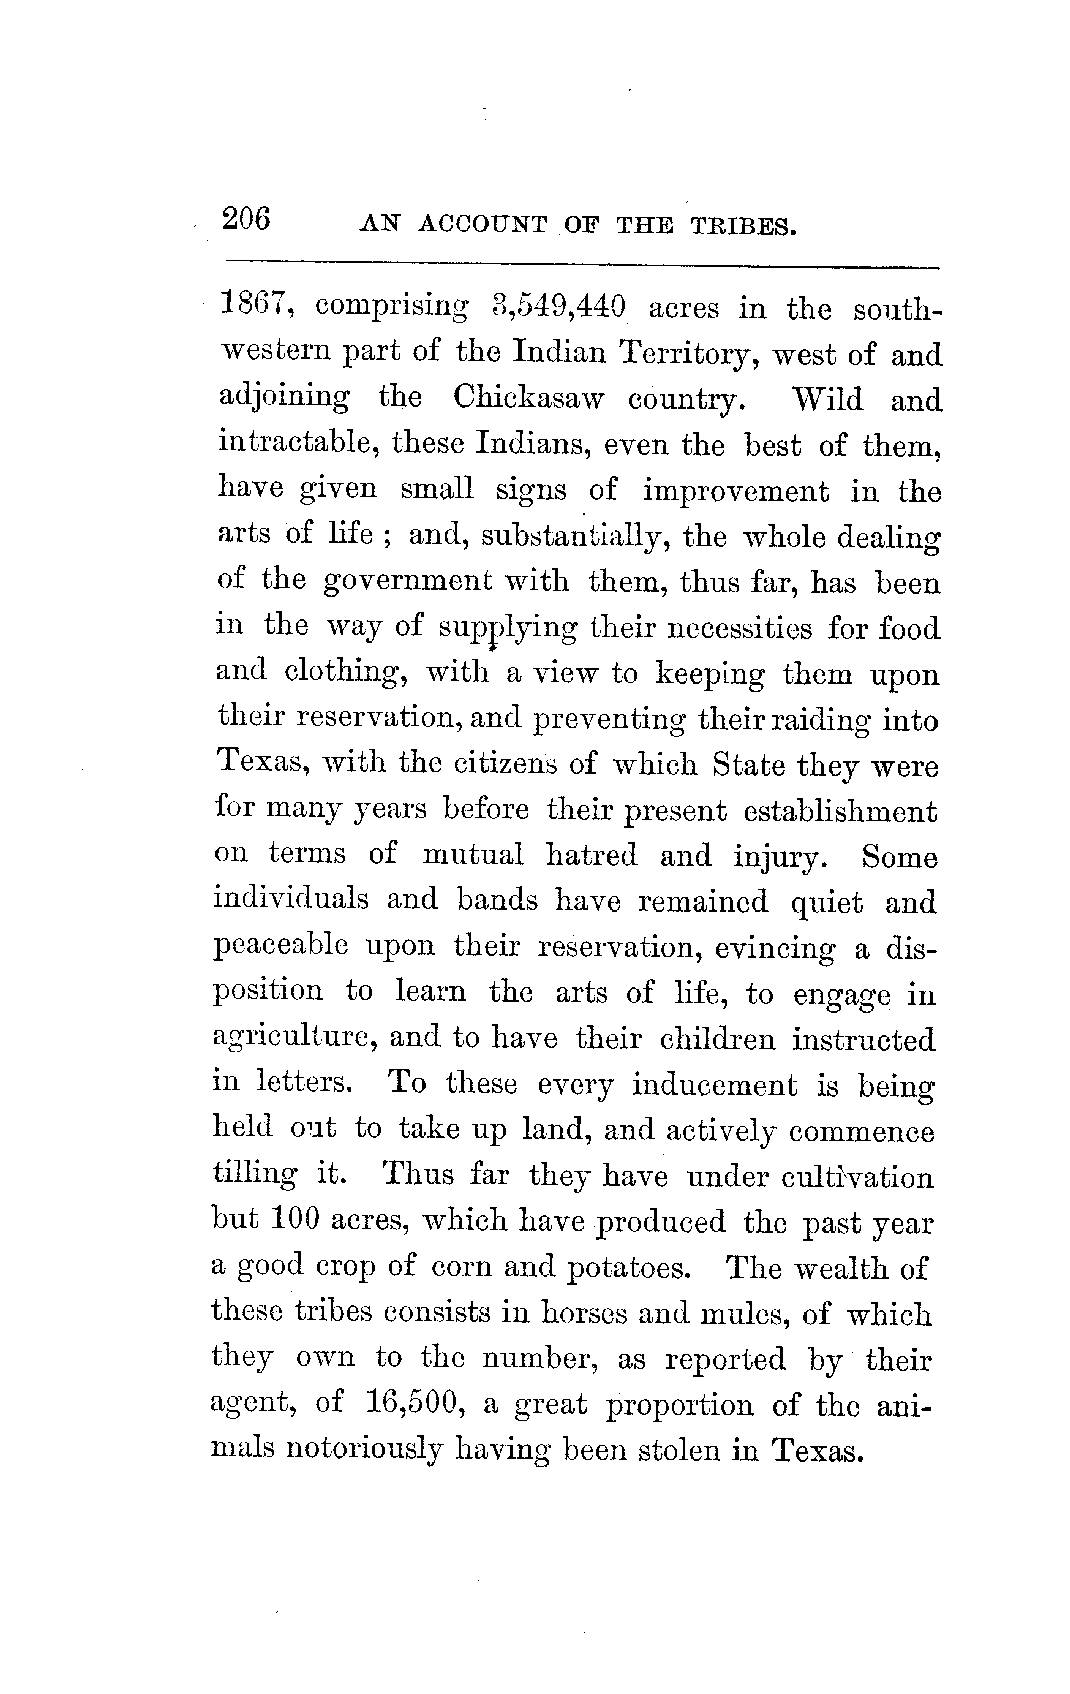 206 AN ACCOUNT OF THE TRIBES.
1867, comprising 3,549,440 acres in the south-
western part of the Indian Territory, west of and
adjoining the Chickasaw country. Wild and
intractable, these Indians, even the best of them,
have given small signs of improvement in the
arts of life ; and, substantially, the whole dealing
of the government with them, thus far, has been
in the way of supplying their necessities for food
and clothing, with a view to keeping them upon
their reservation, and preventing their raiding into
Texas, with the citizens of which State they were
for many years before their present establishment
on terms of mutual hatred and injury. Some
individuals and bands have remained quiet and
peaceable upon their reservation, evincing a dis-
position to learn the arts of life, to engage in
agriculture, and to have their children instructed
in letters. To these every inducement is being
held out to take up land, and actively commence
tilling it. Thus far they have under cultivation
but 100 acres, which have produced the past year
a good crop of corn and potatoes. The wealth of
these tribes consists in horses and mules, of which
they own to the number, as reported by their
agent, of 16,500, a great proportion of the ani-
mals notoriously having been stolen in Texas.